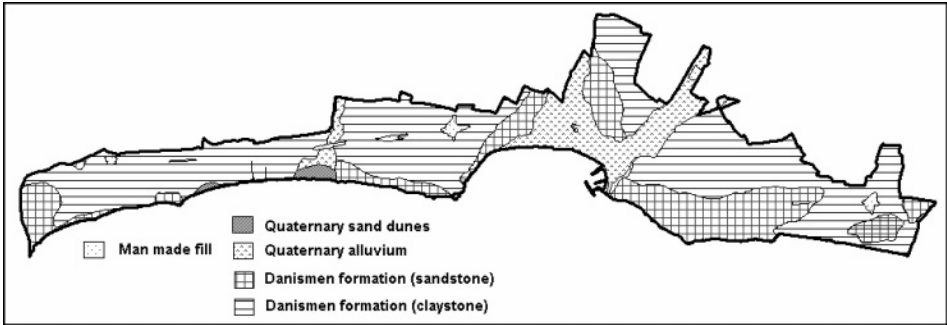 Quaternary sand dunes
Man made fill
Quaternary alluvium
Danismen formation (sandstone)
Danismen formation (claystone)